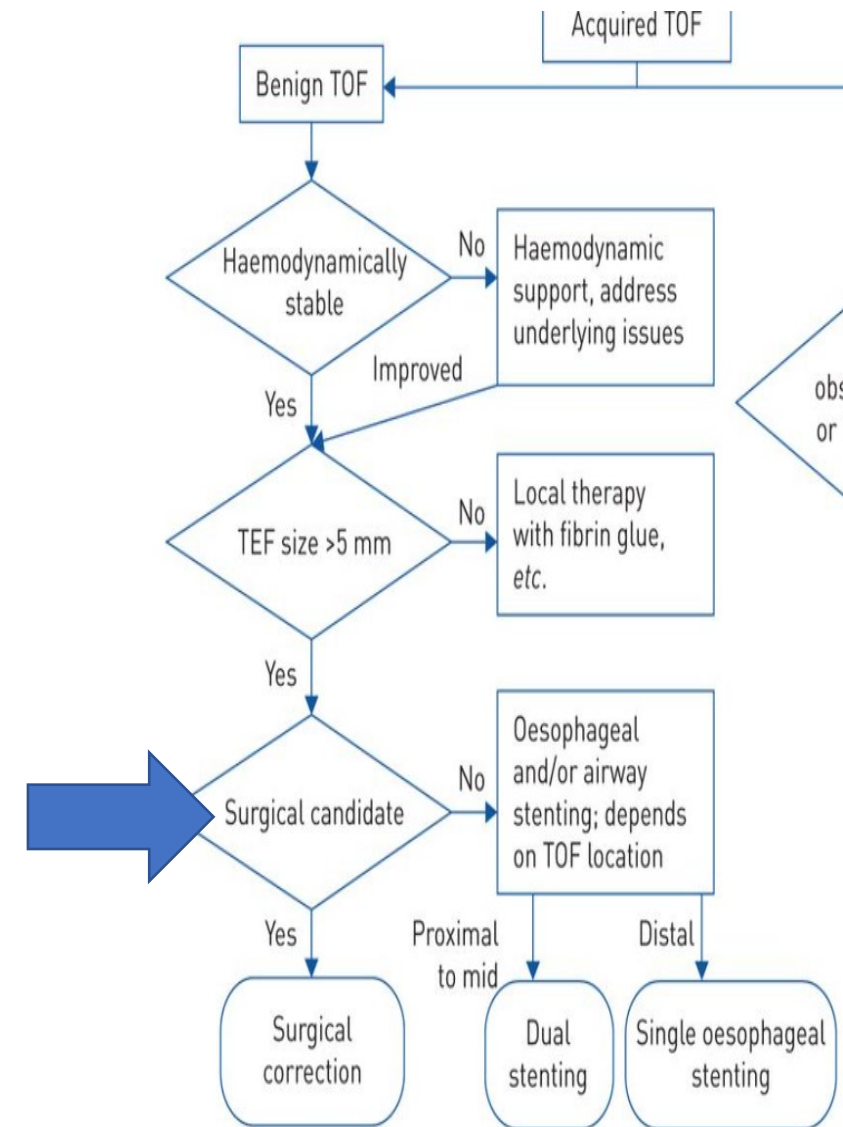 Acquired TOF
Benign TOF
Haemodynamically
stable
No
Haemodynamic
support, address
underlying issues
Improved
Yes
obs
or
TEF size >5 mm
No
Local therapy
with fibrin glue,
etc.
Yes
Surgical candidate
No
Oesophageal
and/or airway
stenting; depends
on TOF location
Yes
Proximal
to mid
Distal
Surgical
correction
Dual
stenting
Single oesophageal
stenting